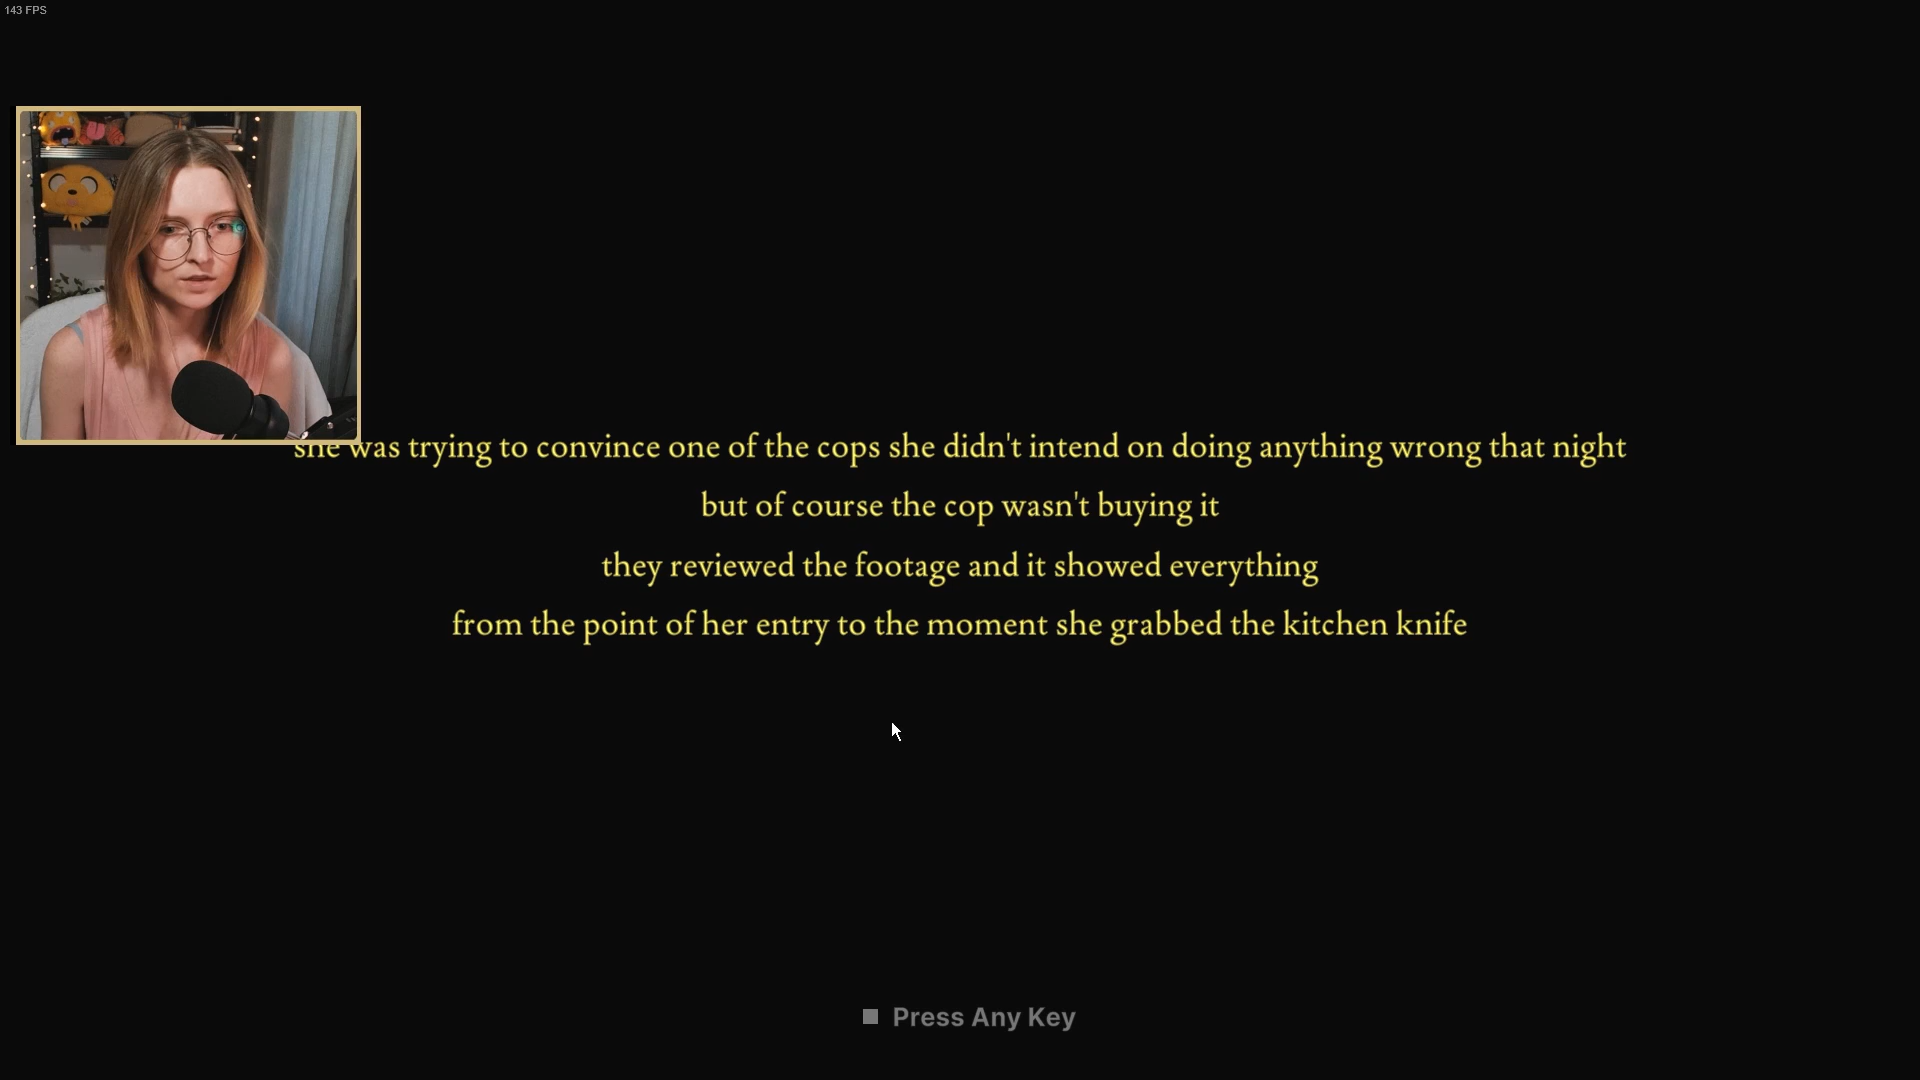 143 FPS
she was trying to convince one of the cops she didn't intend on doing anything wrong that night
but of course the cop wasn't buying it
they reviewed the footage and it showed everything
from the point of her entry to the moment she grabbed the kitchen knife
Press Any Key